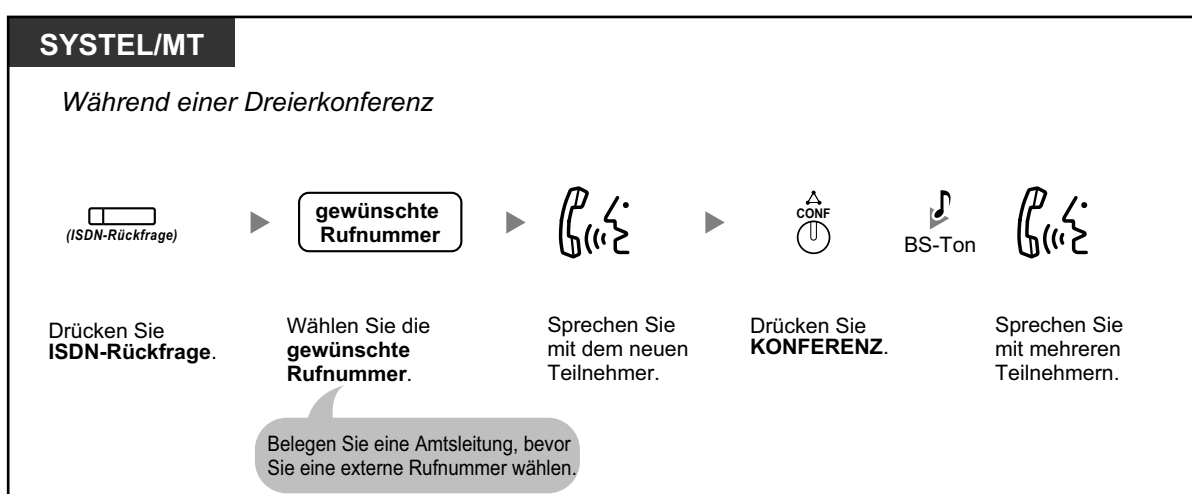 SYSTEL/MT
Während einer Dreierkonferenz
(ISDN-Rückfrage)
gewünschte
Rufnummer
CONF
BS-Ton
Drücken Sie
ISDN-Rückfrage.
Wählen Sie die
gewünschte
Rufnummer.
Sprechen Sie
mit dem neuen
Teilnehmer.
Drücken Sie
KONFERENZ.
Sprechen Sie
mit mehreren
Teilnehmern.
Belegen Sie eine Amtsleitung, bevor
Sie eine externe Rufnummer wählen.